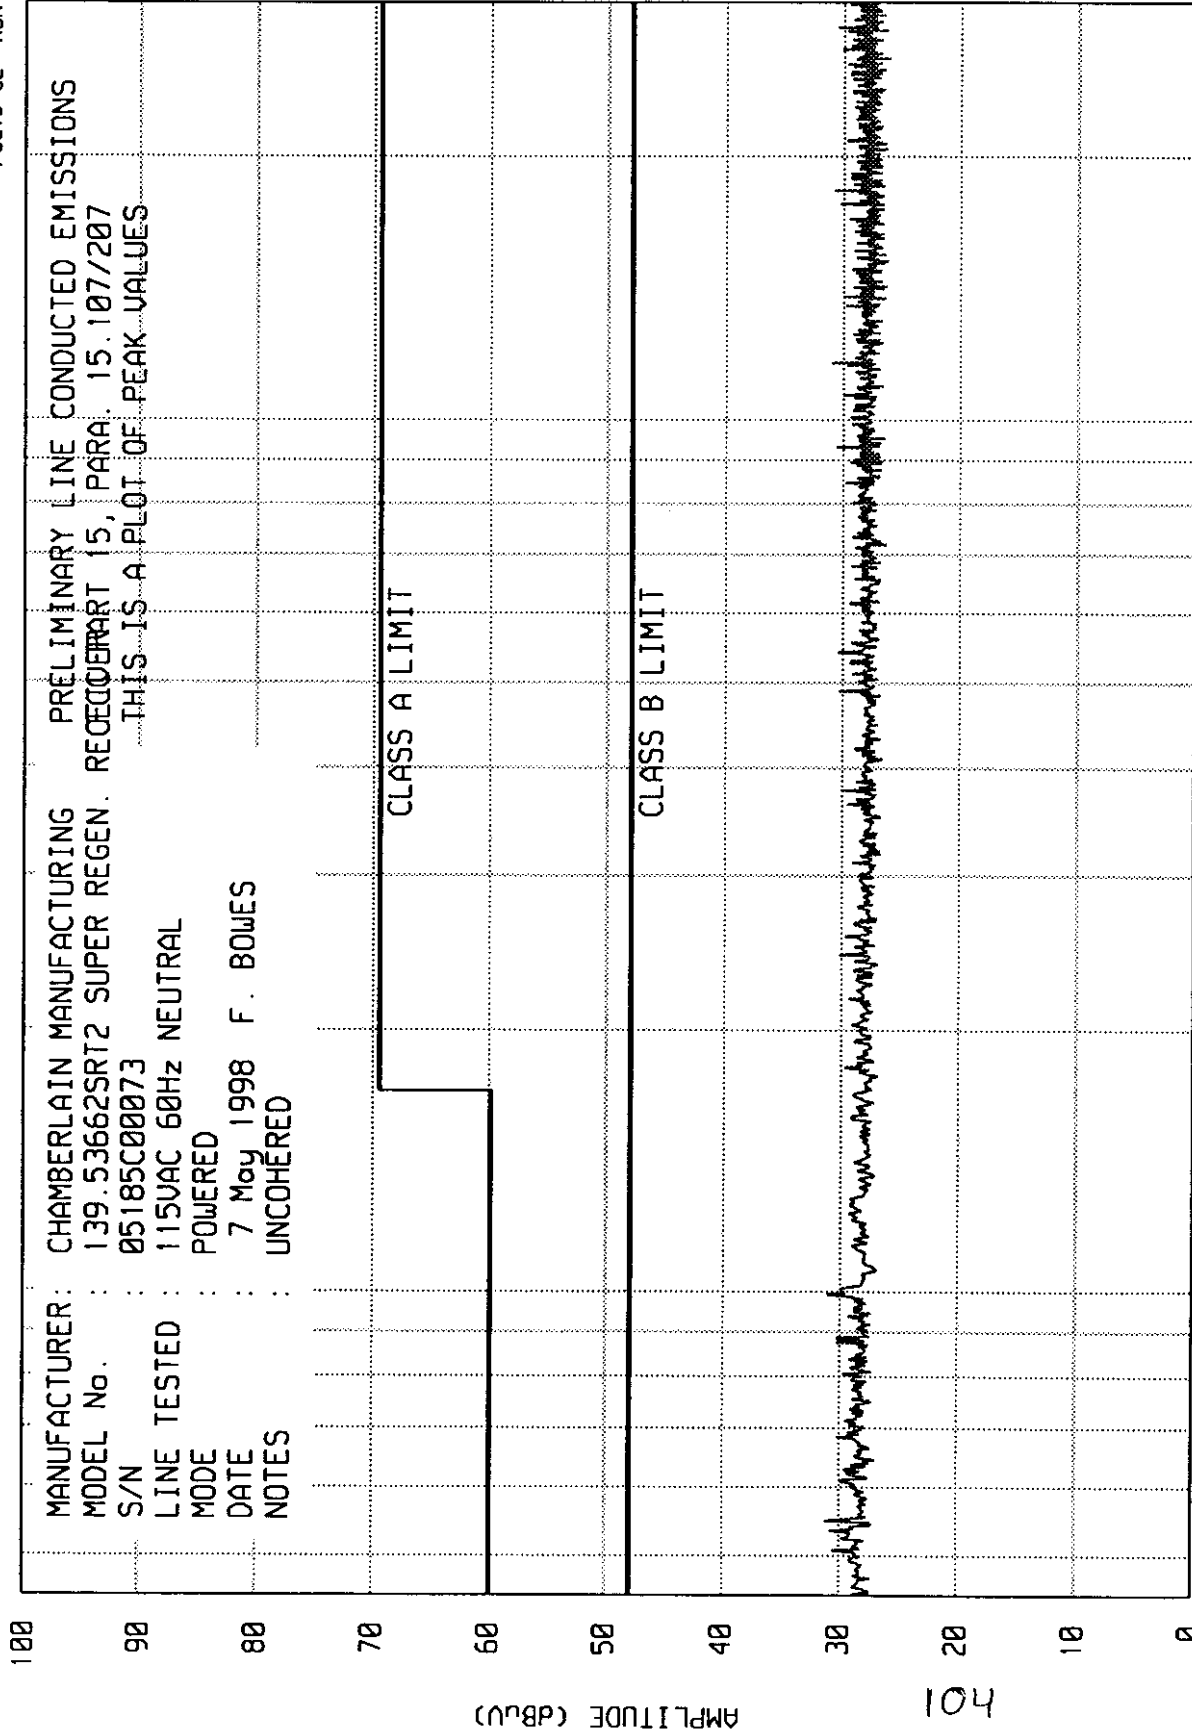 MANUFACTURER: CHAMBERLAIN MANUFACTURING
MODEL No. : 139.53662SRT2 SUPER REGEN.
S/N : 05185C00073
LINE TESTED : 115VAC 60Hz NEUTRAL
MODE : POWERED
DATE : 7 May 1998 F. BOWES
NOTES : UNCOHERED
PRELIMINARY LINE CONDUCTED EMISSIONS
PART 15, PARA. 15.107/207
THIS IS A PLOT OF PEAK VALUES
CLASS A LIMIT
CLASS B LIMIT
100
90
80
70
60
50
40
30
20
10
0
AMPLITUDE (dBuV)